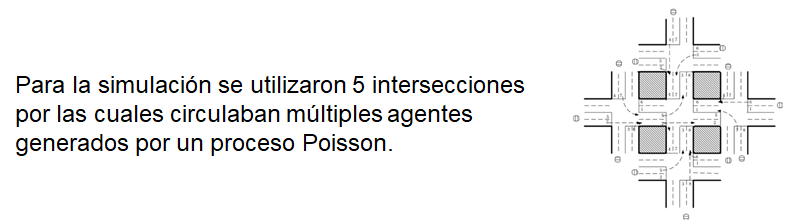 Para la simulación se utilizaron 5 intersecciones
por las cuales circulaban múltiples agentes
generados por un proceso Poisson.